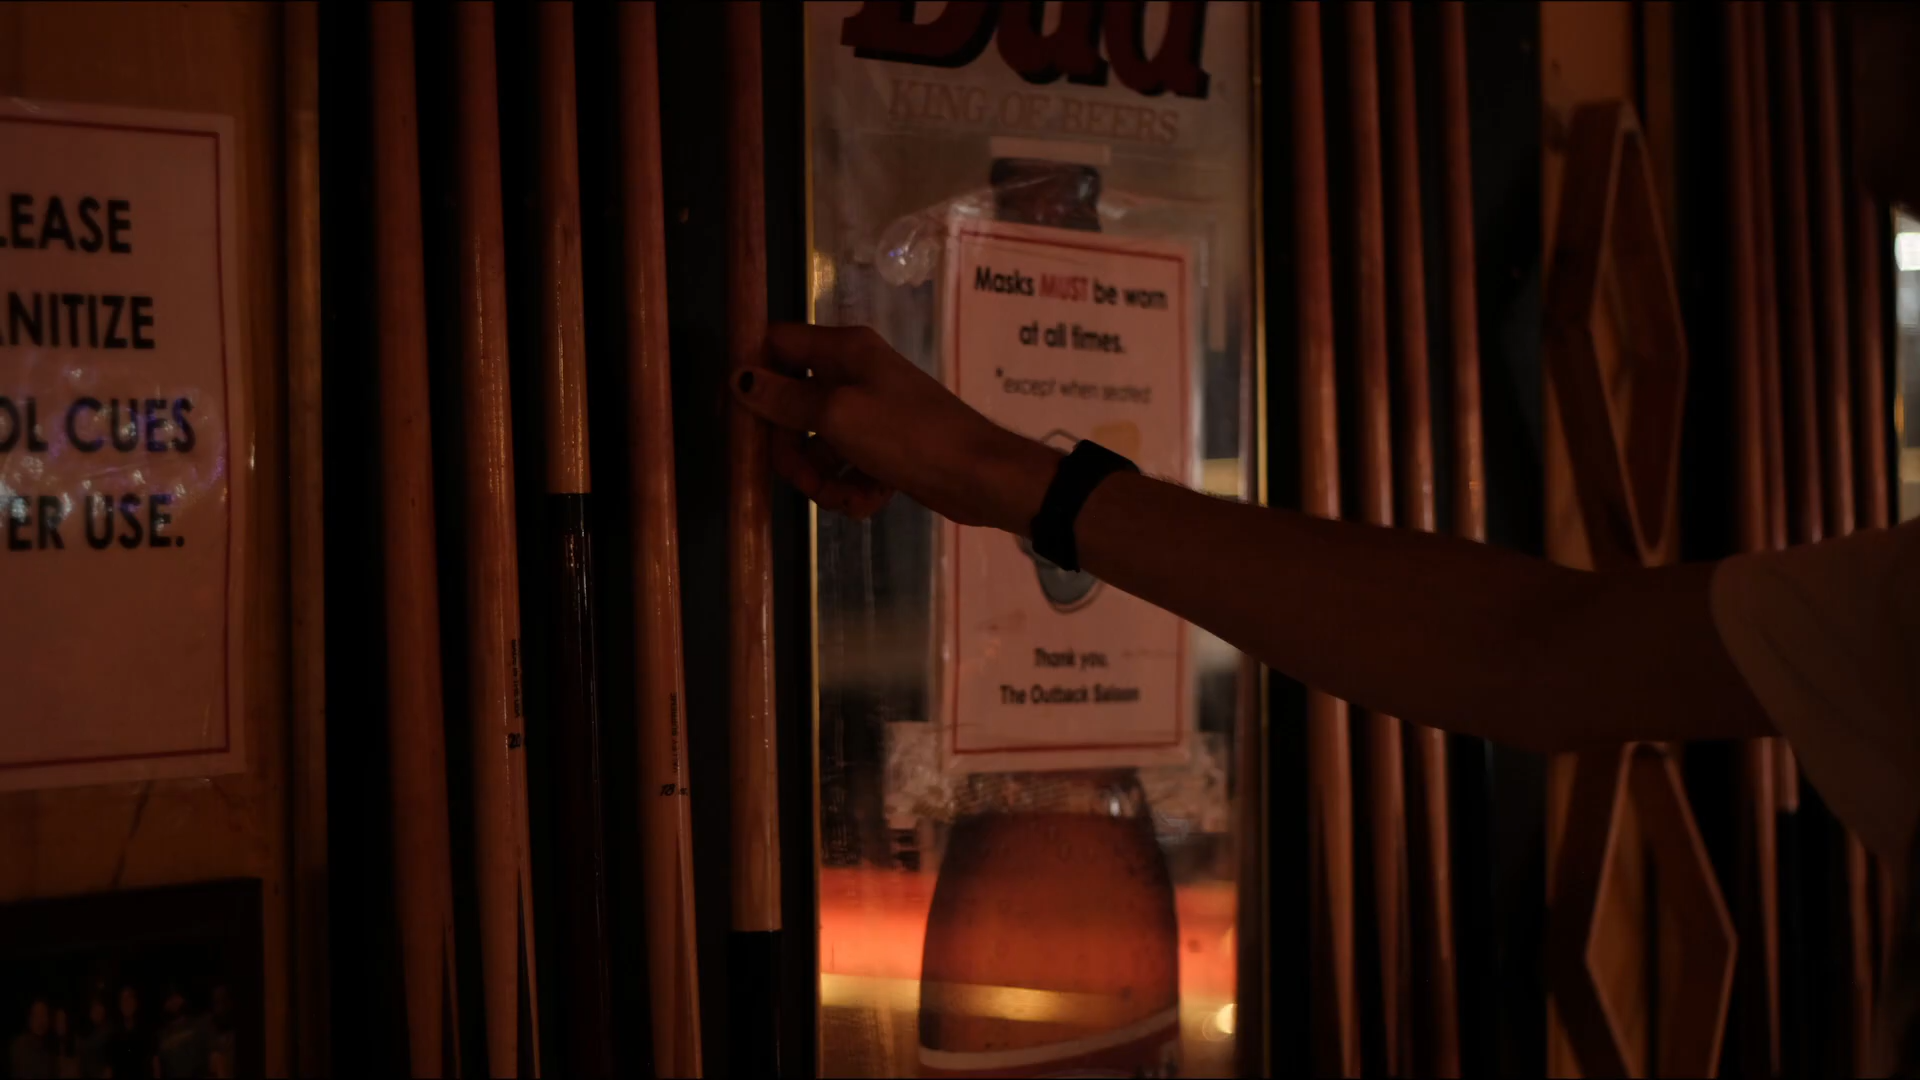 LEASE
ANITIZE
OL CUES
ER USE.
Bud
KING OF BEERS
Masks MUST be worn
at all times.
*except when seated
Thank you,
The Outback Saloon
18